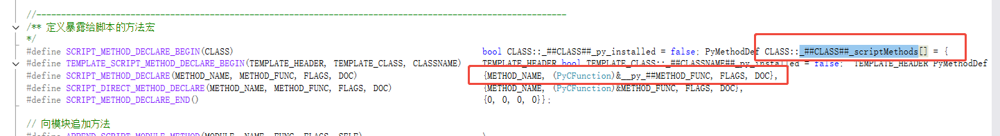 //----------------------------------------------------------------------------------------------------
/** 定义暴露给脚本的方法宏
*/
#define SCRIPT_METHOD_DECLARE_BEGIN(CLASS) bool CLASS::_##CLASS##_py_installed = false; PyMethodDef CLASS::_##CLASS##_scriptMethods[] = {
#define TEMPLATE_SCRIPT_METHOD_DECLARE_BEGIN(TEMPLATE_HEADER, TEMPLATE_CLASS, CLASSNAME) TEMPLATE_HEADER bool TEMPLATE_CLASS::_##CLASSNAME##_py_installed = false; TEMPLATE_HEADER PyMethodDef
#define SCRIPT_METHOD_DECLARE(METHOD_NAME, METHOD_FUNC, FLAGS, DOC) {METHOD_NAME, (PyCFunction)&__py_##METHOD_FUNC, FLAGS, DOC},
#define SCRIPT_DIRECT_METHOD_DECLARE(METHOD_NAME, METHOD_FUNC, FLAGS, DOC) {METHOD_NAME, (PyCFunction)&METHOD_FUNC, FLAGS, DOC},
#define SCRIPT_METHOD_DECLARE_END() {0, 0, 0, 0}};
// 向模块追加方法
#define APPEND_SCRIPT_MODULE_METHOD(MODULE, NAME, FUNC, FLAGS, SELF) \